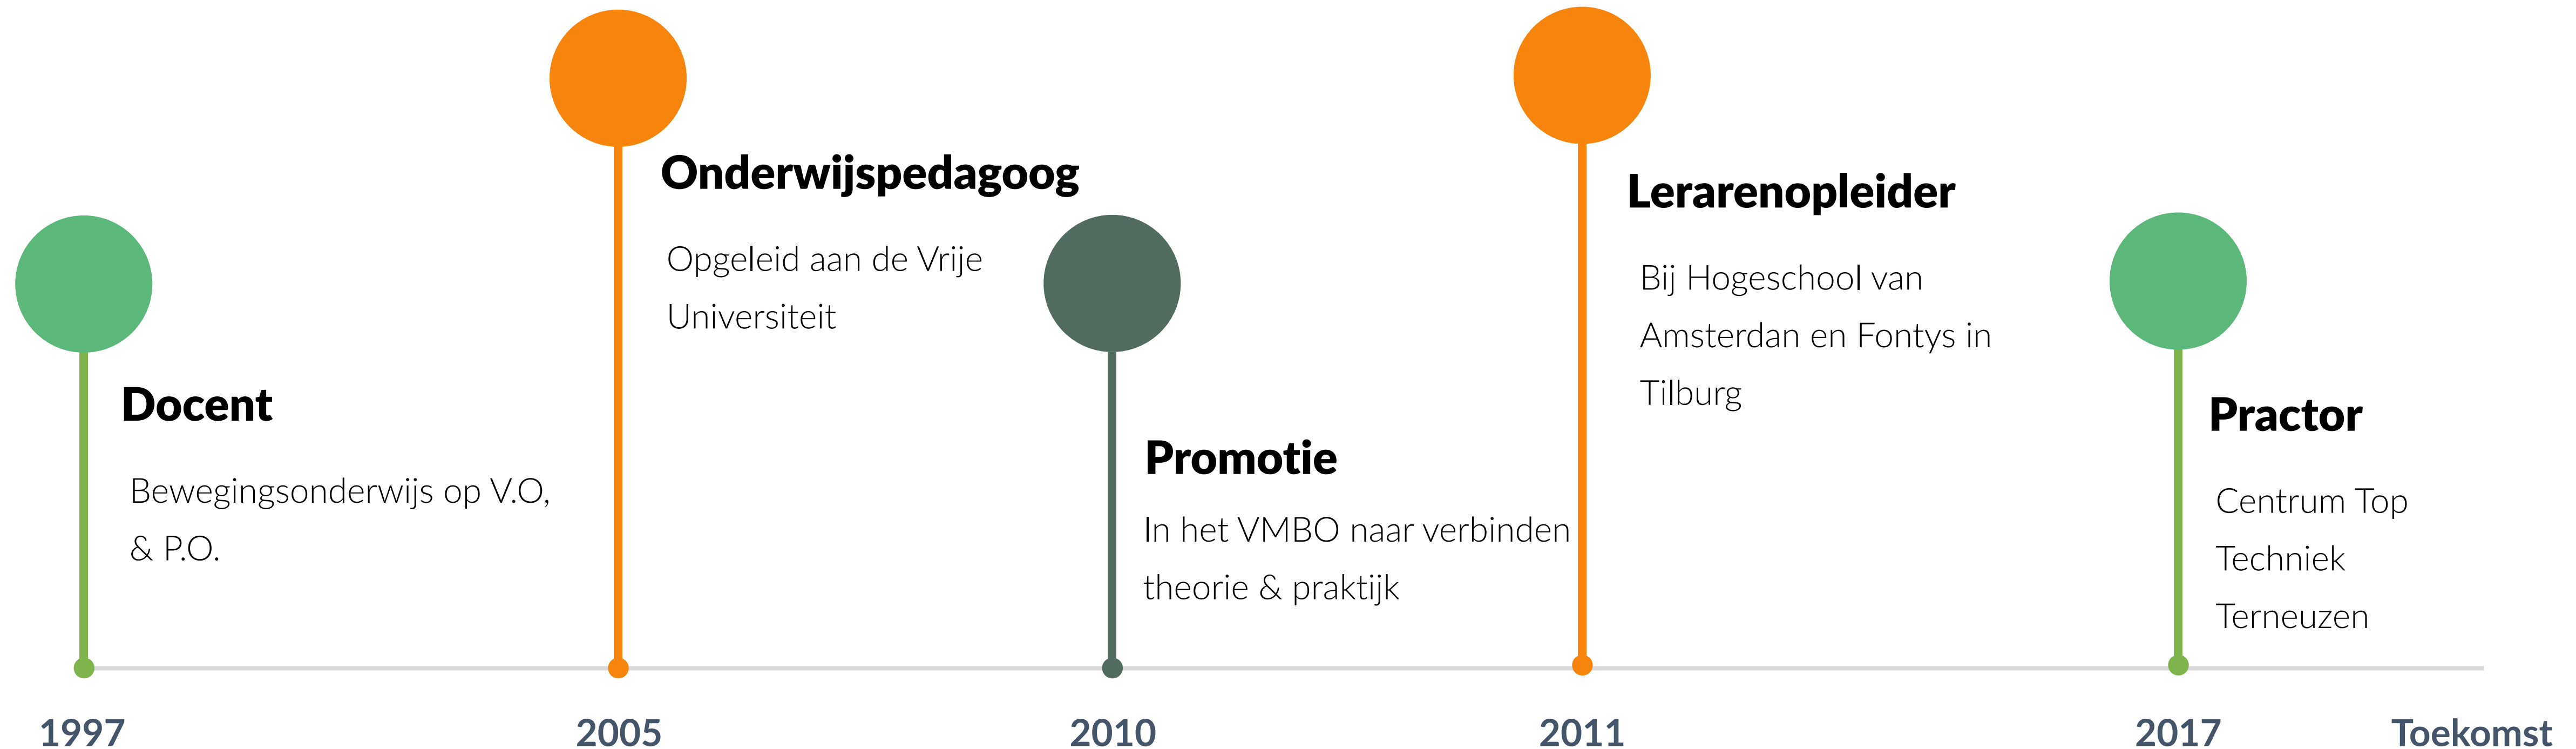 Docent
Bewegingsonderwijs op V.O,
& P.O.
Onderwijspedagoog
Opgeleid aan de Vrije
Universiteit
Promotie
In het VMBO naar verbinden
theorie & praktijk
Lerarenopleider
Bij Hogeschool van
Amsterdan en Fontys in
Tilburg
Practor
Centrum Top
Techniek
Terneuzen
1997
2005
2010
2011
2017
Toekomst